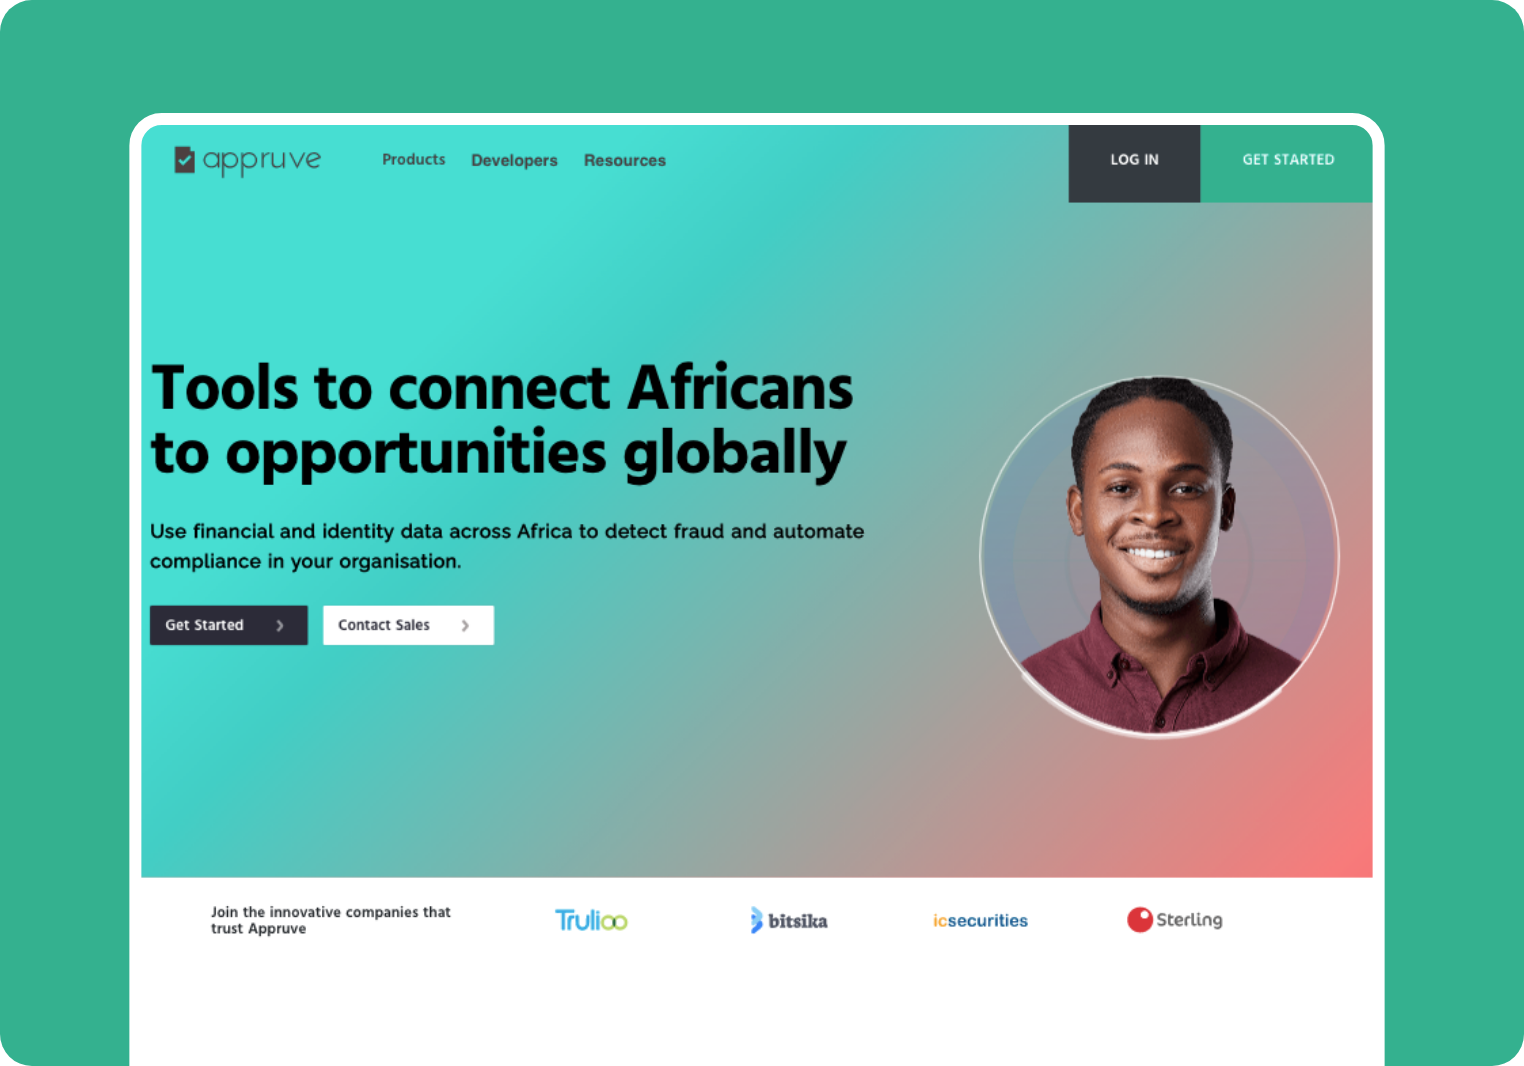 appruve
Products
Developers
Resources
LOG IN
GET STARTED
Tools to connect Africans
to opportunities globally
Use financial and identity data across Africa to detect fraud and automate
compliance in your organisation.
Get Started
Contact Sales
Join the innovative companies that
trust Appruve
Trulioo
bitsika
icsecurities
Sterling